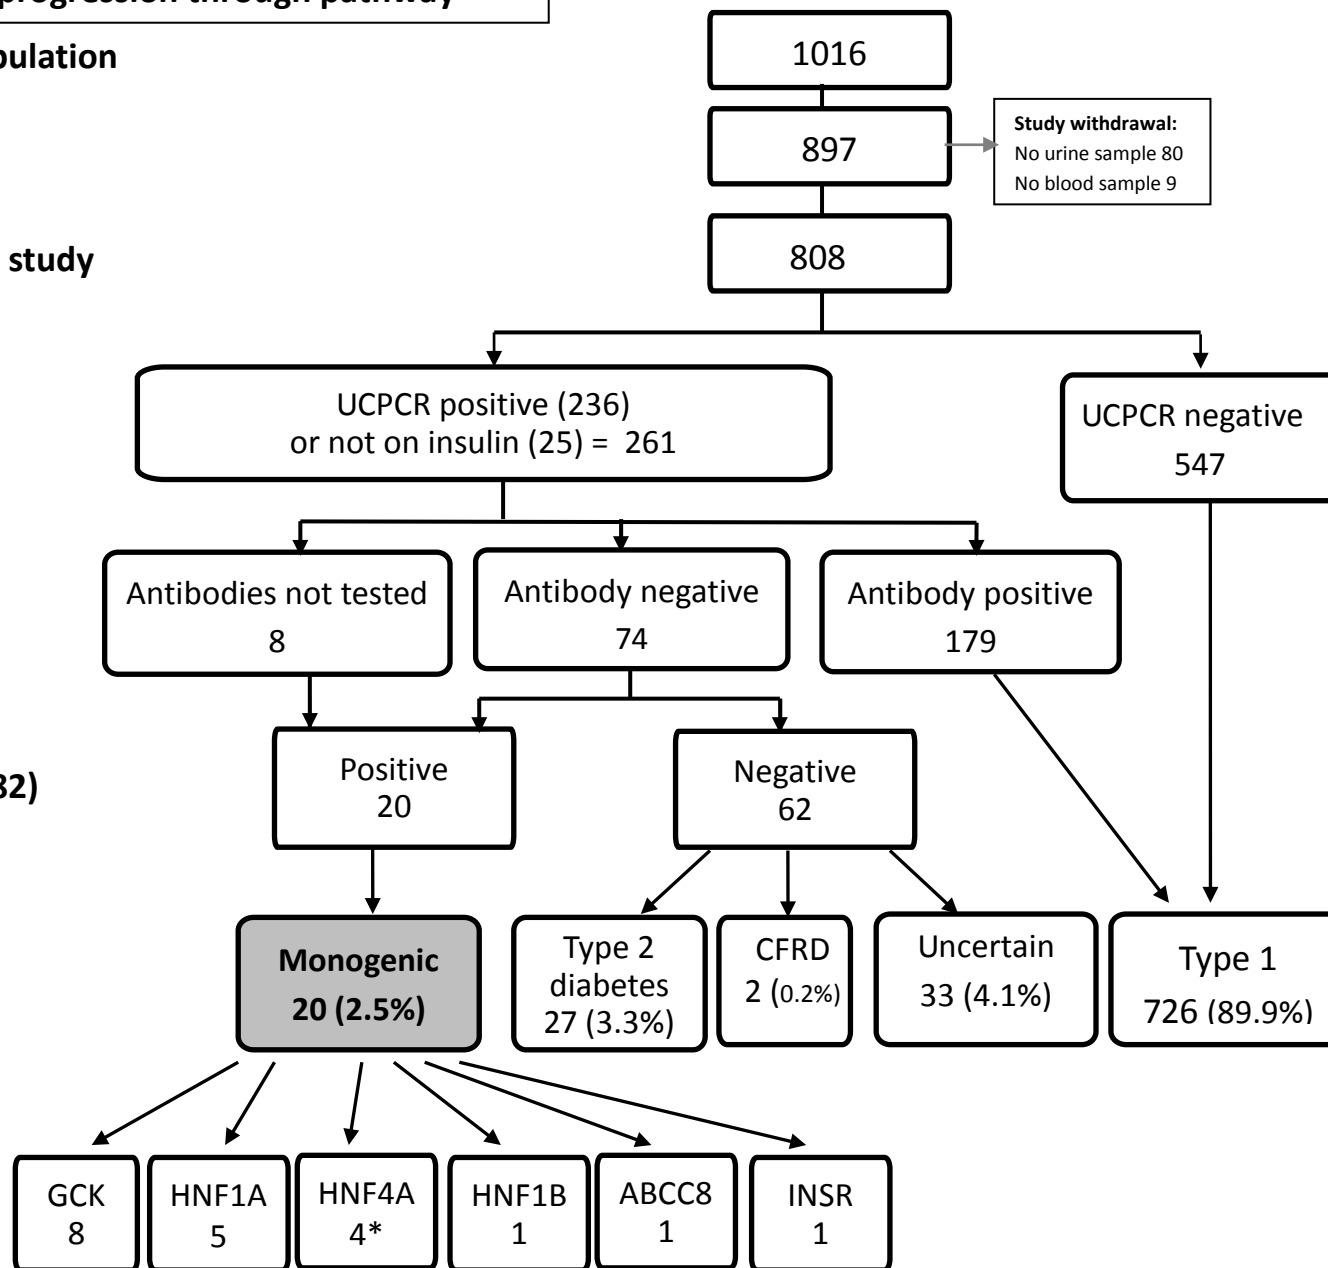 progression through pathway
1016
897
Study withdrawal:
No urine sample 80
No blood sample 9
808
study
UCPCR positive (236)
or not on insulin (25) = 261
UCPCR negative
547
Antibodies not tested
8
Antibody negative
74
Antibody positive
179
Positive
20
Negative
62
Monogenic
20 (2.5%)
Type 2
diabetes
27 (3.3%)
CFRD
2 (0.2%)
Uncertain
33 (4.1%)
Type 1
726 (89.9%)
GCK
8
HNF1A
5
HNF4A
4*
HNF1B
1
ABCC8
1
INSR
1